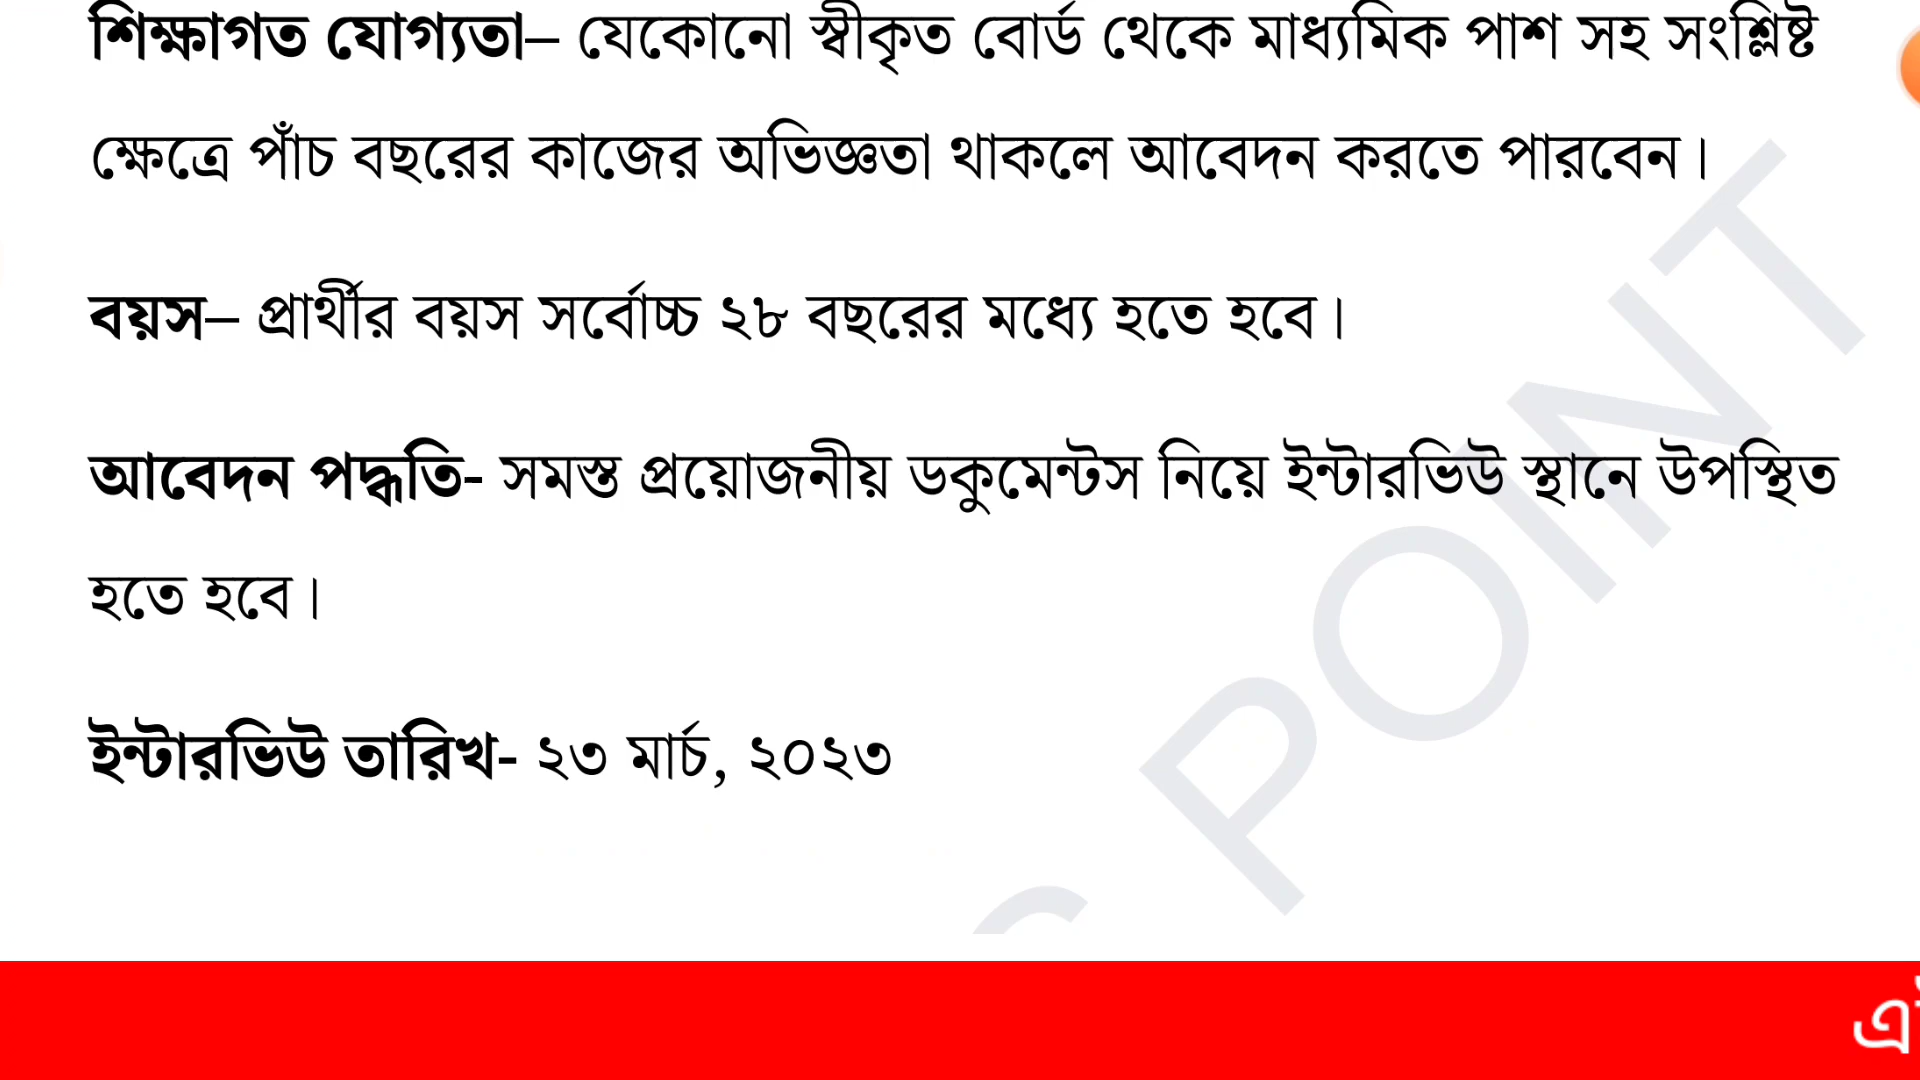 শিক্ষাগত যোগ্যতা– যেকোনো স্বীকৃত বোর্ড থেকে মাধ্যমিক পাশ সহ সংশ্লিষ্ট
ক্ষেত্রে পাঁচ বছরের কাজের অভিজ্ঞতা থাকলে আবেদন করতে পারবেন।
বয়স– প্রার্থীর বয়স সর্বোচ্চ ২৮ বছরের মধ্যে হতে হবে।
আবেদন পদ্ধতি- সমস্ত প্রয়োজনীয় ডকুমেন্টস নিয়ে ইন্টারভিউ স্থানে উপস্থিত
হতে হবে।
ইন্টারভিউ তারিখ- ২৩ মার্চ, ২০২৩
POINT